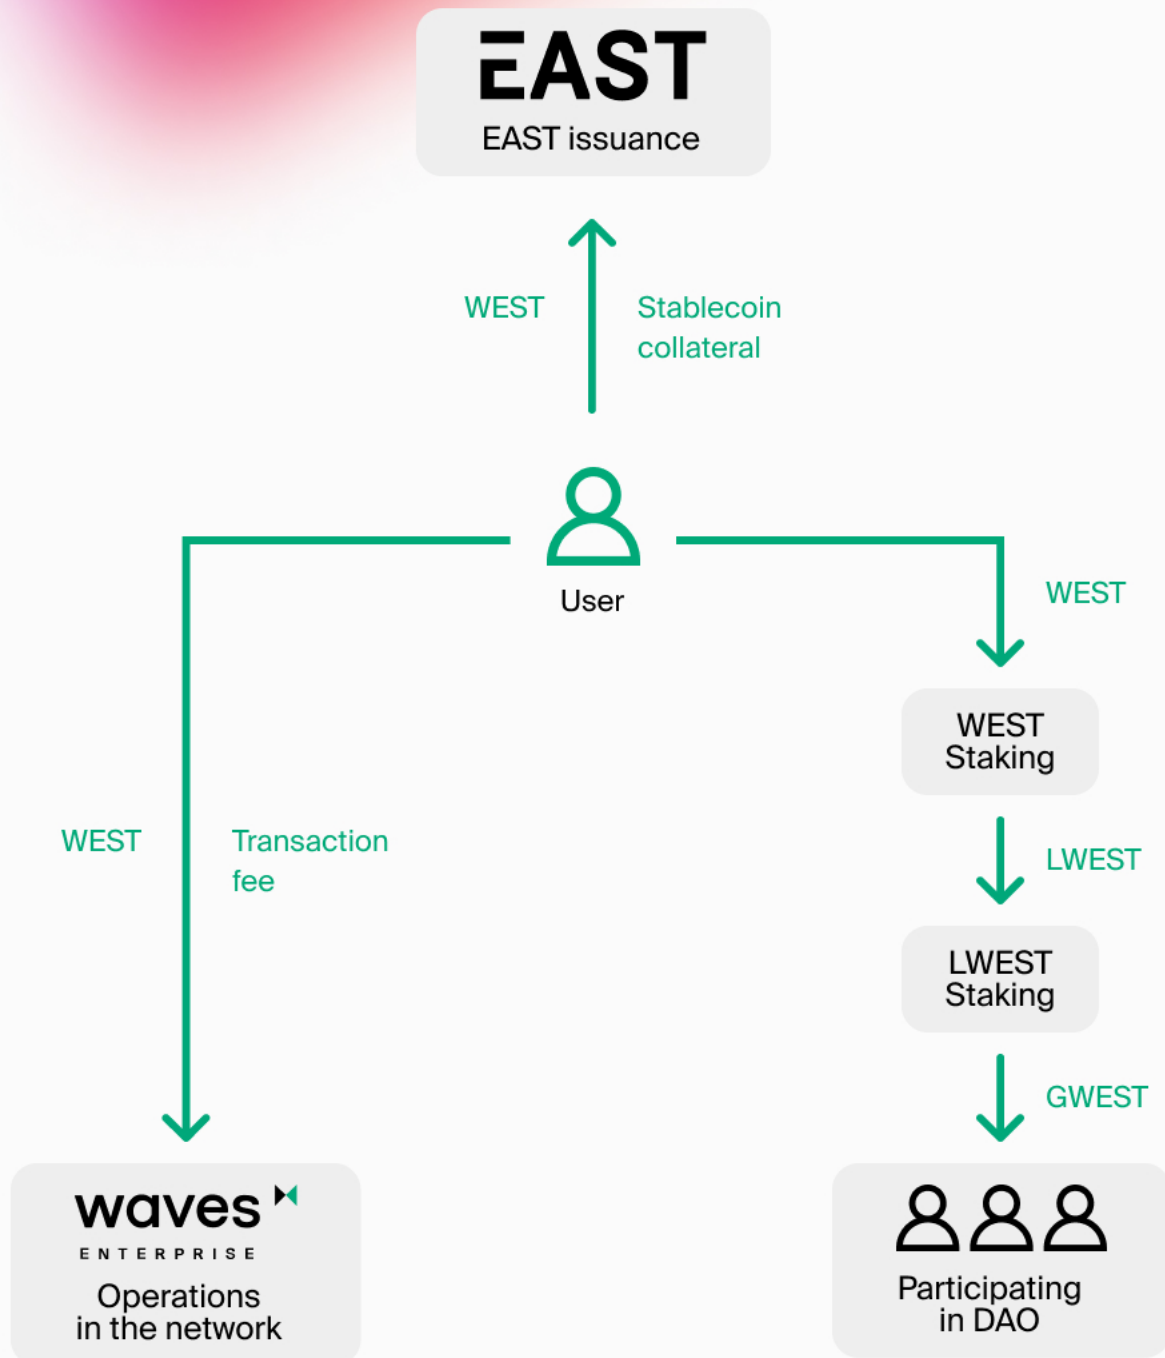 EAST
EAST issuance
WEST
Stablecoin
collateral
User
WEST
WEST
Staking
WEST
Transaction
fee
LWEST
LWEST
Staking
GWEST
waves
ENTERPRISE
Operations
in the network
Participating
in DAO